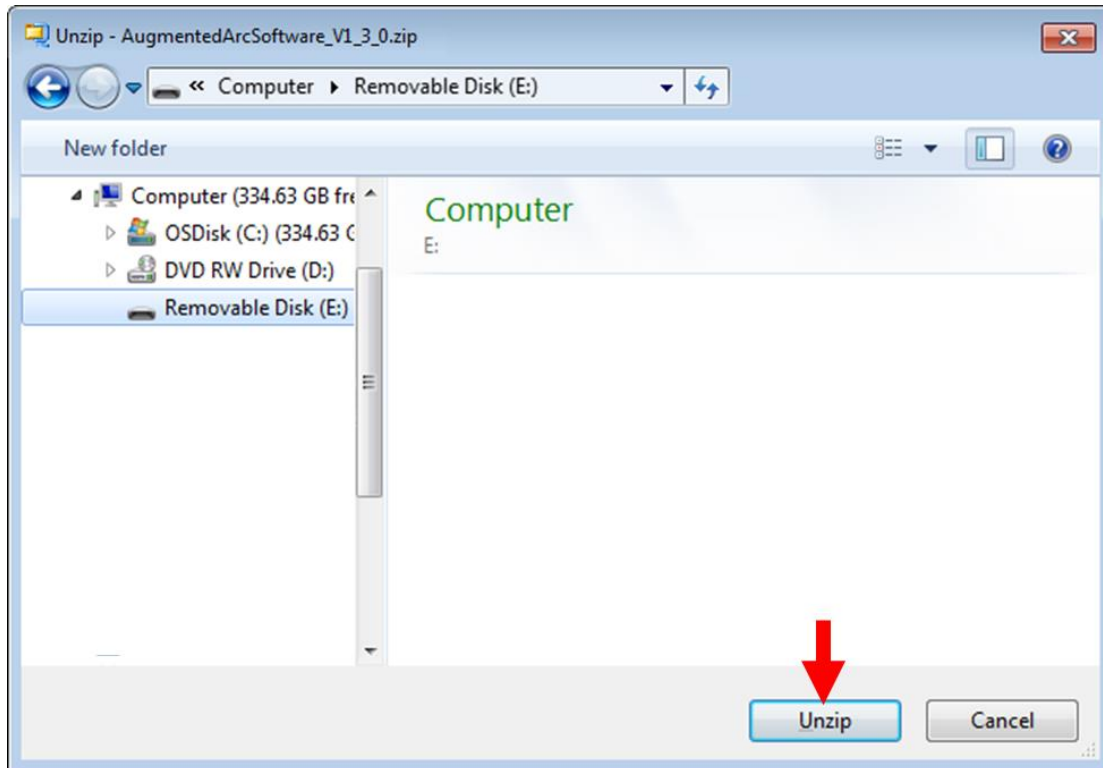 Unzip - AugmentedArcSoftware_V1_3_0.zip
« Computer Removable Disk (E:)
New folder
Computer (334.63 GB fre
OSDisk (C:) (334.63 G
DVD RW Drive (D:)
Removable Disk (E:)
Computer
E:
Unzip Cancel